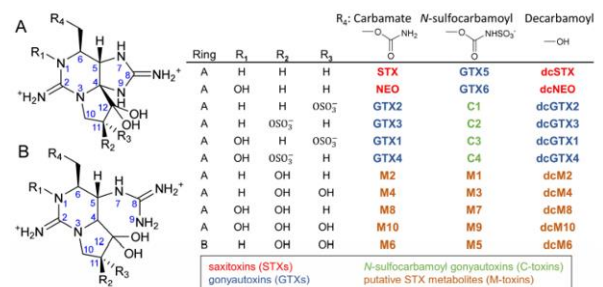 R₄: Carbamate N-sulfocarbamoyl Decarbamoyl
O NH₂ O NHSO₃⁻ —OH
O O
Ring R₁ R₂ R₃
A H H H STX GTX5 dcSTX
A OH H H NEO GTX6 dcNEO
A H H OSO₃⁻ GTX2 C1 dcGTX2
A H OSO₃⁻ H GTX3 C2 dcGTX3
A OH H OSO₃⁻ GTX1 C3 dcGTX1
A OH OSO₃⁻ H GTX4 C4 dcGTX4
A H OH H M2 M1 dcM2
A H OH OH M4 M3 dcM4
A OH OH H M8 M7 dcM8
A OH OH OH M10 M9 dcM10
B H OH OH M6 M5 dcM6
saxitoxins (STXs) N-sulfocarbamoyl gonyautoxins (C-toxins)
gonyautoxins (GTXs) putative STX metabolites (M-toxins)
A
R₄
R₁ N 1 2 3 4 5 6 H N 7 8 NH₂⁺
⁺H₂N N N H 9 10 11 12 OH OH
R₂ R₃
B
R₄
R₁ N 1 2 3 4 5 6 H N 7 8 NH₂⁺
⁺H₂N N NH₂ 9 10 11 12 OH OH
R₂ R₃